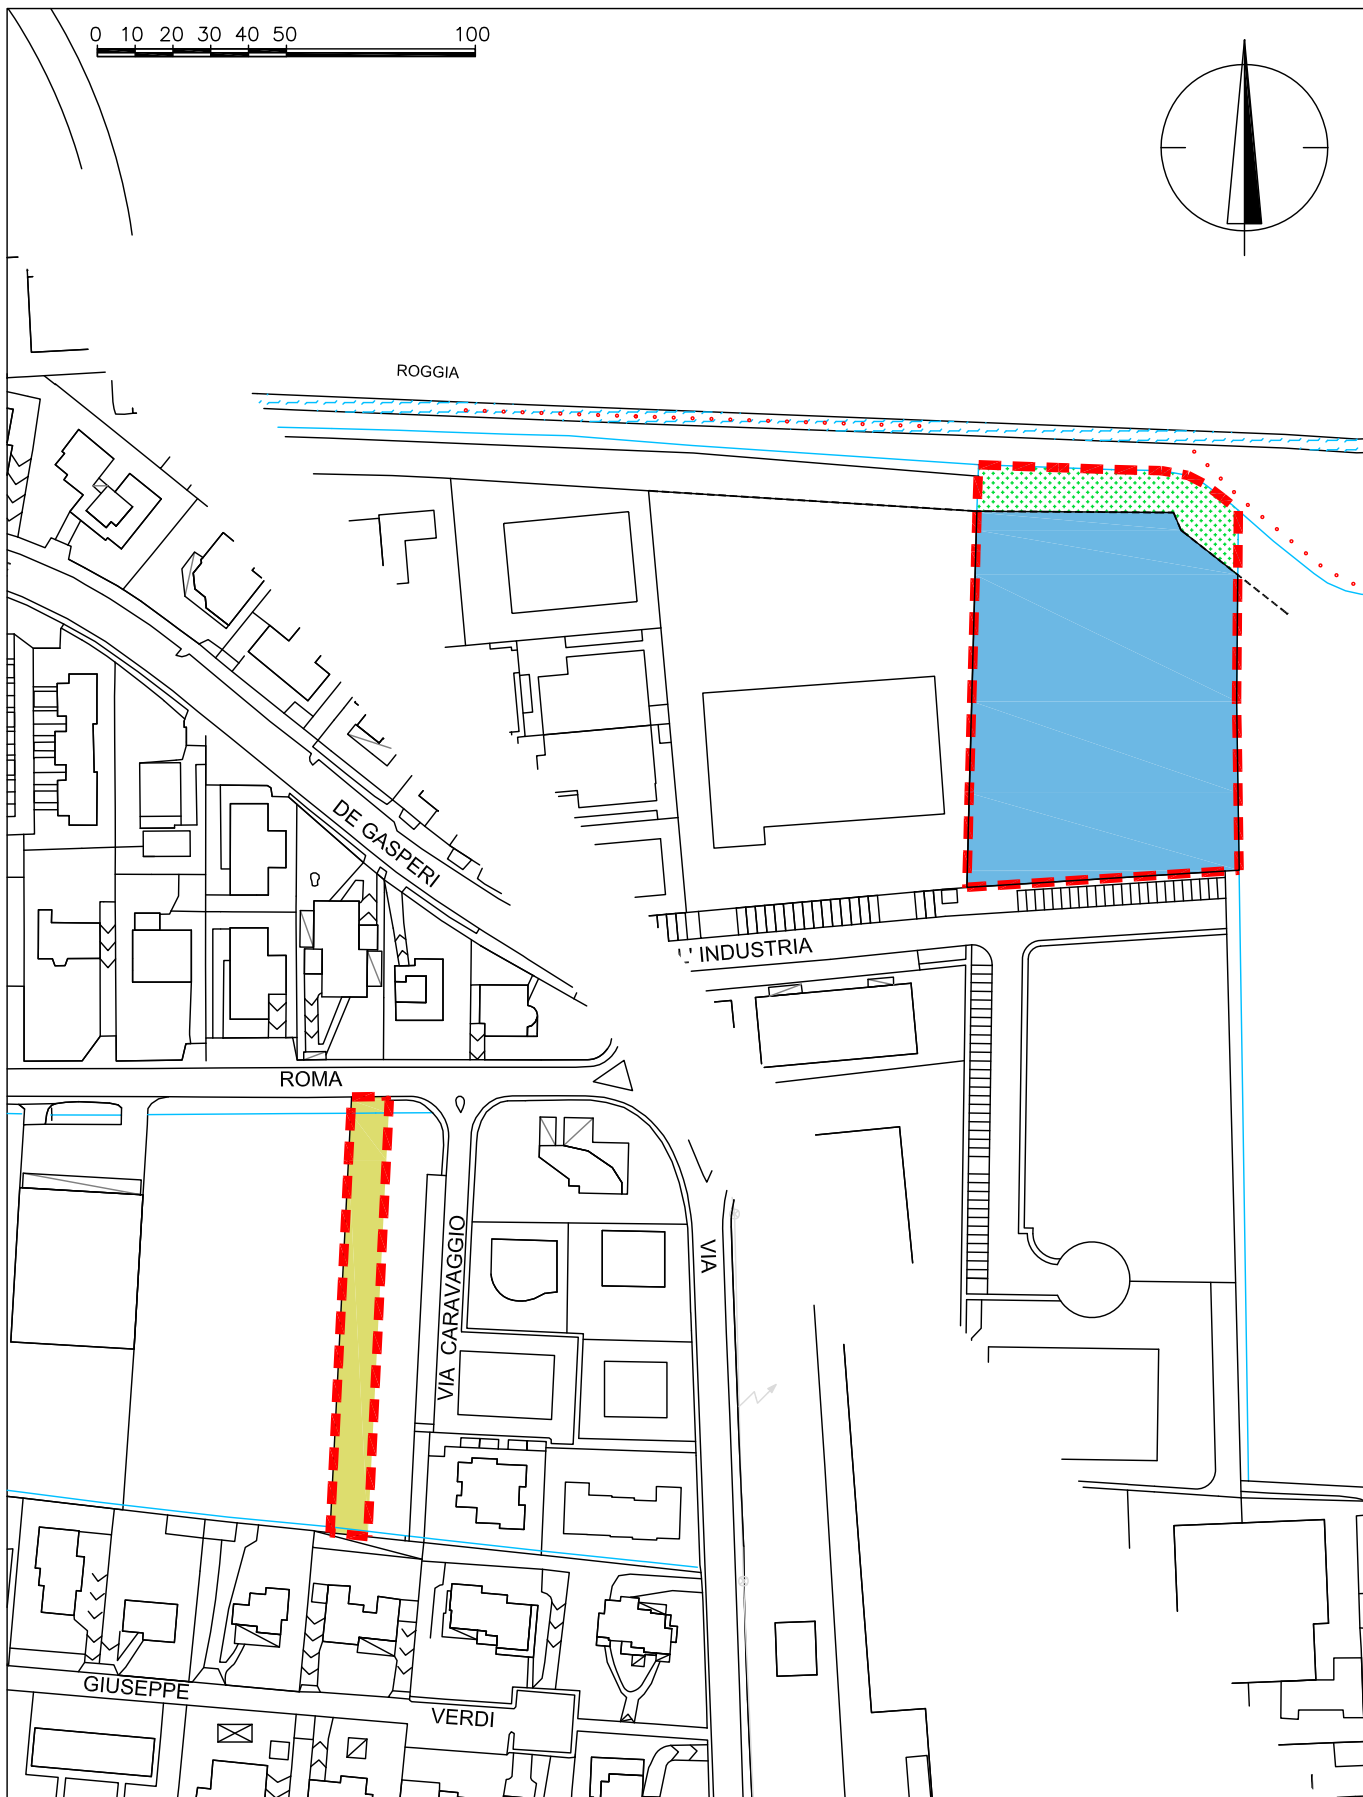 0 10 20 30 40 50 100
ROGGIA
DE GASPERI
L' INDUSTRIA
ROMA
VIA CARAVAGGIO
VIA
GIUSEPPE
VERDI